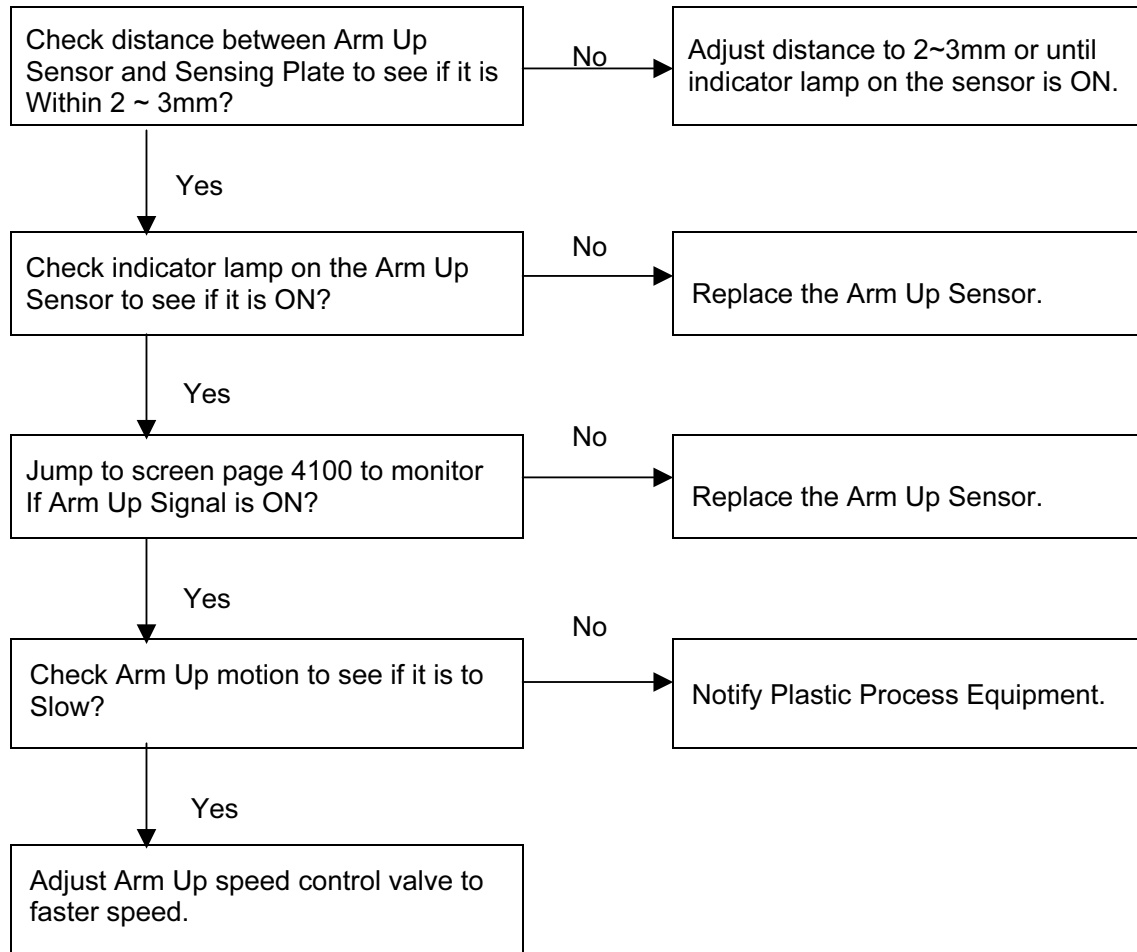 Check distance between Arm Up
Sensor and Sensing Plate to see if it is
Within 2 ~ 3mm?
No
Adjust distance to 2~3mm or until
indicator lamp on the sensor is ON.
Yes
Check indicator lamp on the Arm Up
Sensor to see if it is ON?
No
Replace the Arm Up Sensor.
Yes
Jump to screen page 4100 to monitor
If Arm Up Signal is ON?
No
Replace the Arm Up Sensor.
Yes
Check Arm Up motion to see if it is to
Slow?
No
Notify Plastic Process Equipment.
Yes
Adjust Arm Up speed control valve to
faster speed.